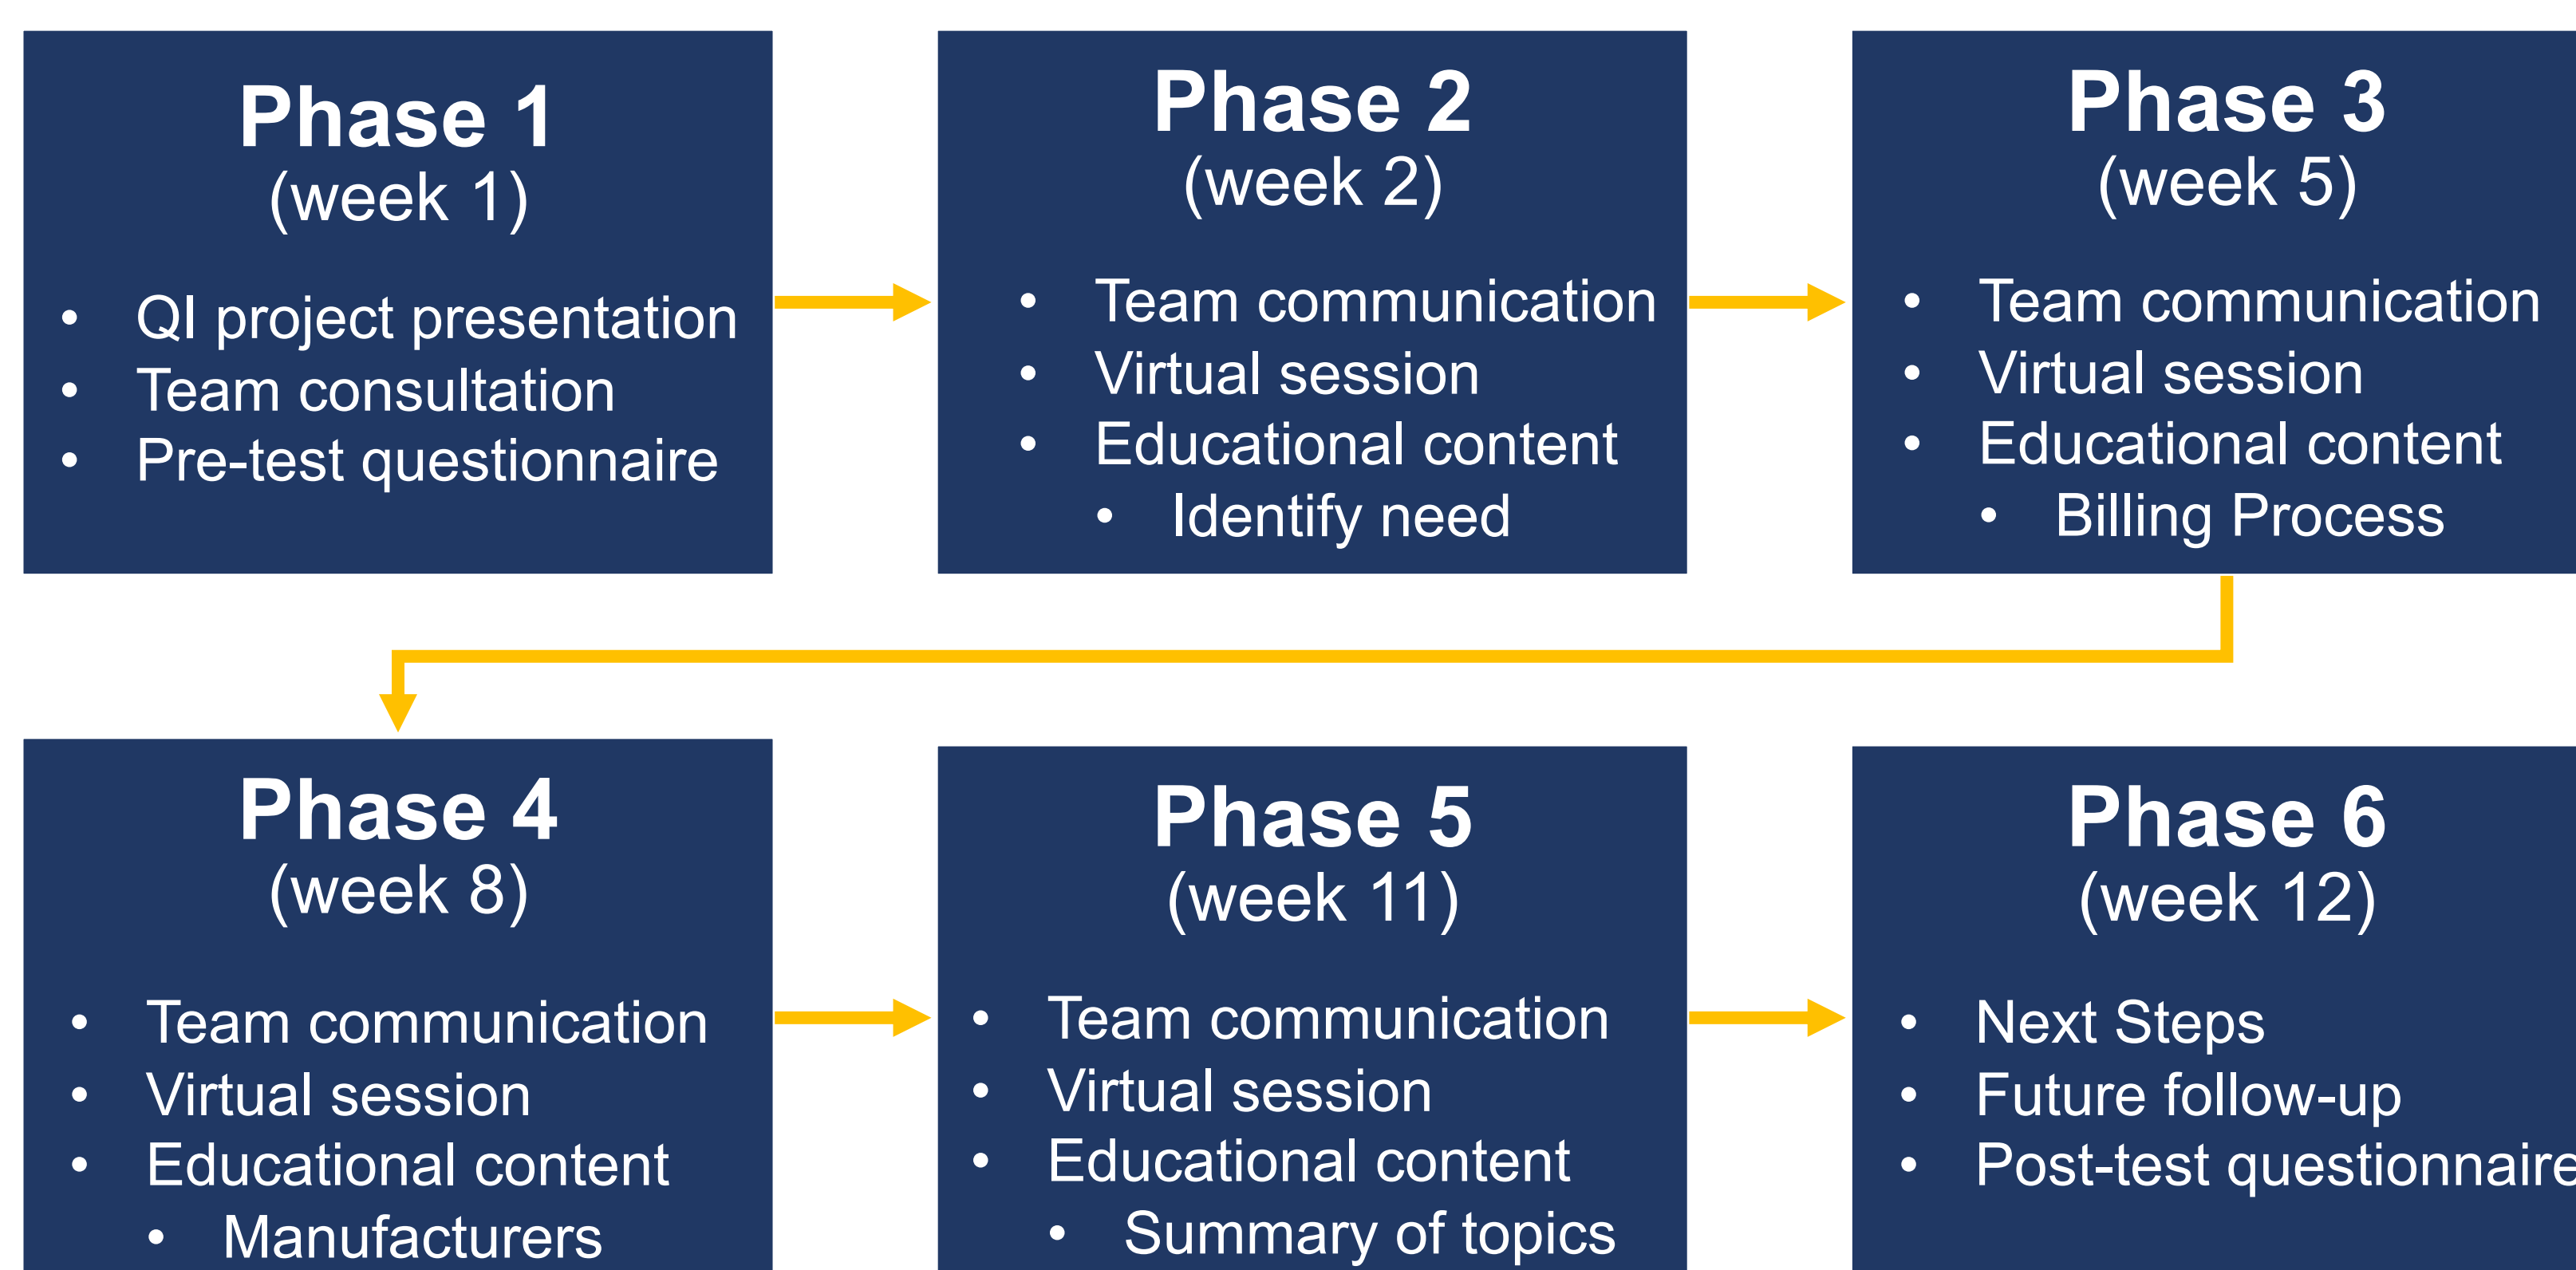 Phase 1
(week 1)
• QI project presentation
• Team consultation
• Pre-test questionnaire
Phase 2
(week 2)
• Team communication
• Virtual session
• Educational content
• Identify need
Phase 3
(week 5)
• Team communication
• Virtual session
• Educational content
• Billing Process
Phase 4
(week 8)
• Team communication
• Virtual session
• Educational content
• Manufacturers
Phase 5
(week 11)
• Team communication
• Virtual session
• Educational content
• Summary of topics
Phase 6
(week 12)
• Next Steps
• Future follow-up
• Post-test questionnaire